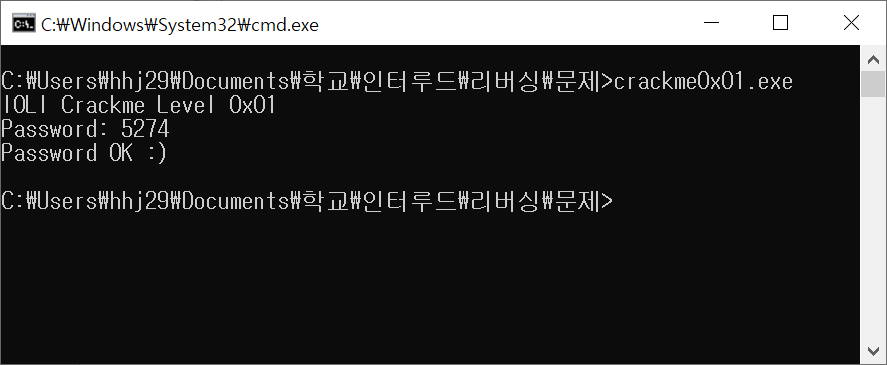 C:₩Windows₩System32₩cmd.exe
C:₩Users₩hhj29₩Documents₩학교₩인터루드₩리버싱₩문제>crackme0x01.exe
IOLI Crackme Level 0x01
Password: 5274
Password OK :)
C:₩Users₩hhj29₩Documents₩학교₩인터루드₩리버싱₩문제>